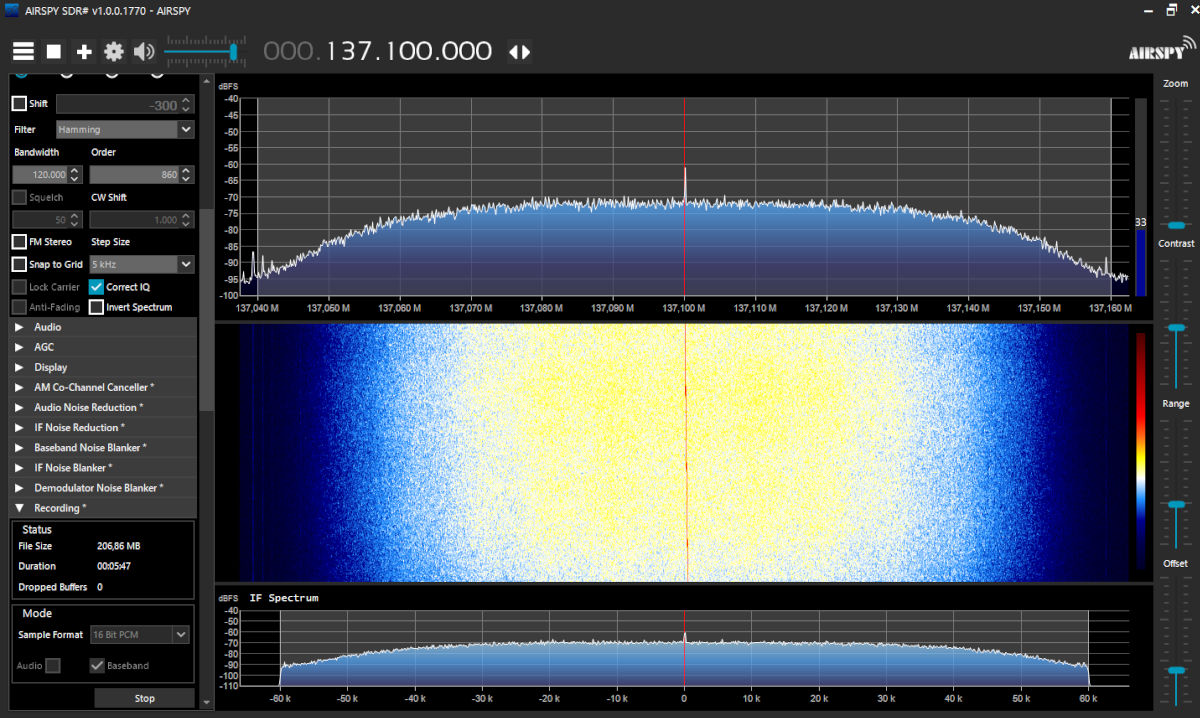 AIRSPY SDR# v1.0.0.1770 - AIRSPY
000.137.100.000
AIRSPY
Shift
-300
Filter
Hamming
Bandwidth Order
120.000 860
Squelch CW Shift
50 1.000
FM Stereo Step Size
Snap to Grid 5 kHz
Lock Carrier Correct IQ
Anti-Fading Invert Spectrum
Audio
AGC
Display
AM Co-Channel Canceller *
Audio Noise Reduction *
IF Noise Reduction *
Baseband Noise Blanker *
IF Noise Blanker *
Demodulator Noise Blanker *
Recording *
Status
File Size 206,86 MB
Duration 00:05:47
Dropped Buffers 0
Mode
Sample Format 16 Bit PCM
Audio Baseband
Stop
dBFS
-40
-45
-50
-55
-60
-65
-70
-75
-80
-85
-90
-95
-100
137,040 M 137,050 M 137,060 M 137,070 M 137,080 M 137,090 M 137,100 M 137,110 M 137,120 M 137,130 M 137,140 M 137,150 M 137,160 M
33
dBFS IF Spectrum
-40
-50
-60
-70
-80
-90
-100
-110
-60 k -50 k -40 k -30 k -20 k -10 k 0 10 k 20 k 30 k 40 k 50 k 60 k
Zoom
Contrast
Range
Offset